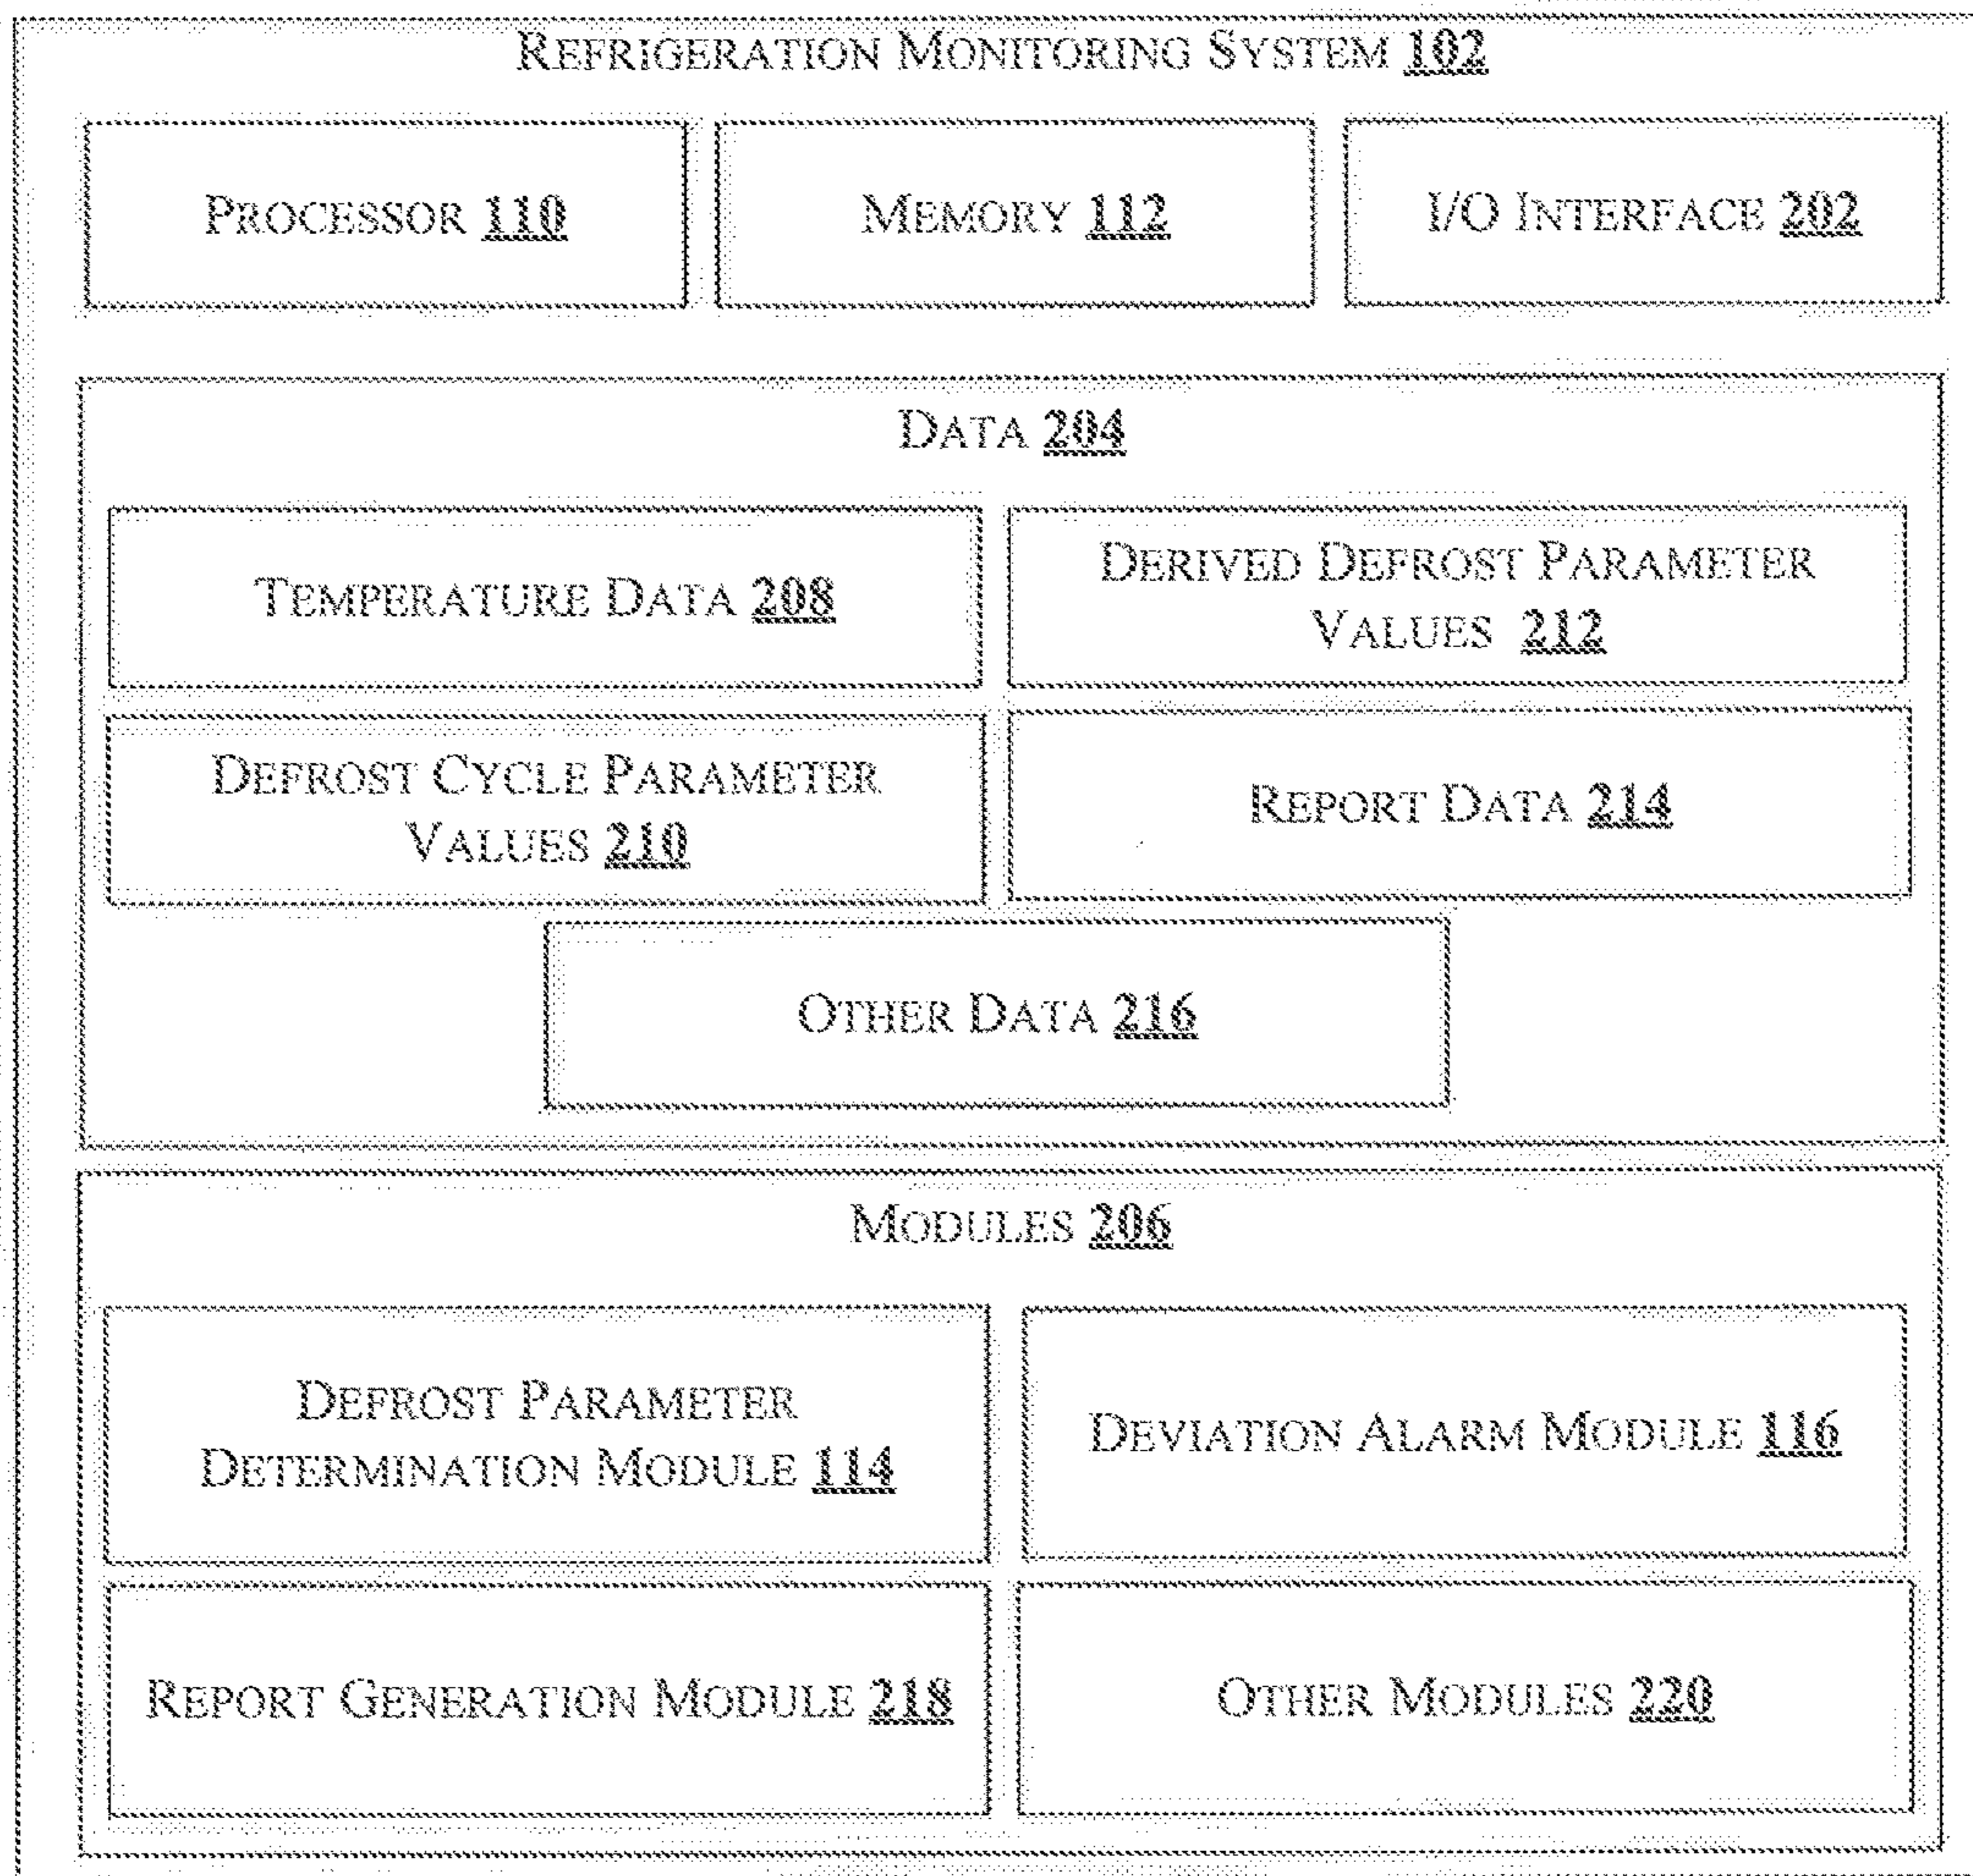 REFRIGERATION MONITORING SYSTEM 102
PROCESSOR 110
MEMORY 112
I/O INTERFACE 202
DATA 204
TEMPERATURE DATA 208
DERIVED DEFROST PARAMETER
VALUES 212
DEFROST CYCLE PARAMETER
VALUES 210
REPORT DATA 214
OTHER DATA 216
MODULES 206
DEFROST PARAMETER
DETERMINATION MODULE 114
DEVIATION ALARM MODULE 116
REPORT GENERATION MODULE 218
OTHER MODULES 220